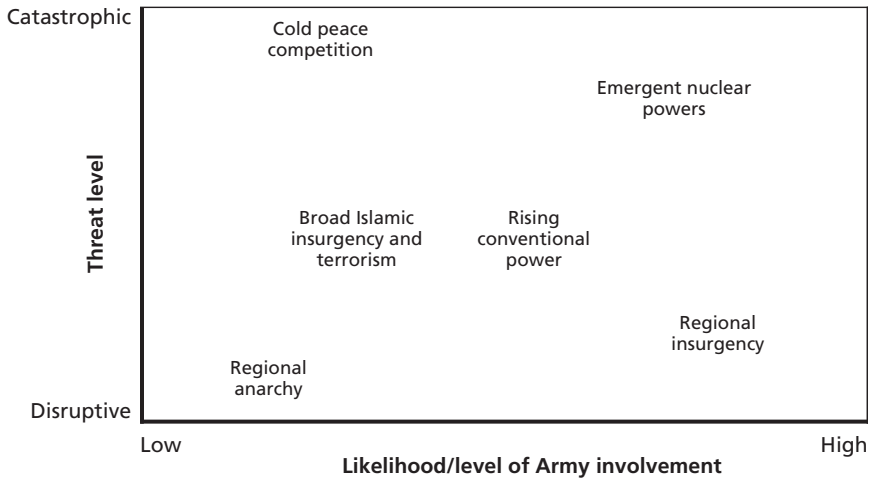 Catastrophic
Cold peace
competition
Emergent nuclear
powers
Threat level
Broad Islamic
insurgency and
terrorism
Rising
conventional
power
Regional
insurgency
Regional
anarchy
Disruptive
Low
High
Likelihood/level of Army involvement